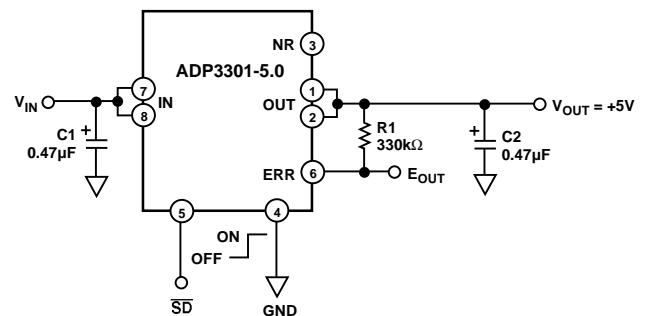 NR
3
ADP3301-5.0
7
8
IN
V_IN
OUT
1
2
V_OUT = +5V
C1
+
0.47µF
R1
330kΩ
+
C2
0.47µF
ERR
6
E_OUT
5
4
ON
OFF
SD
GND